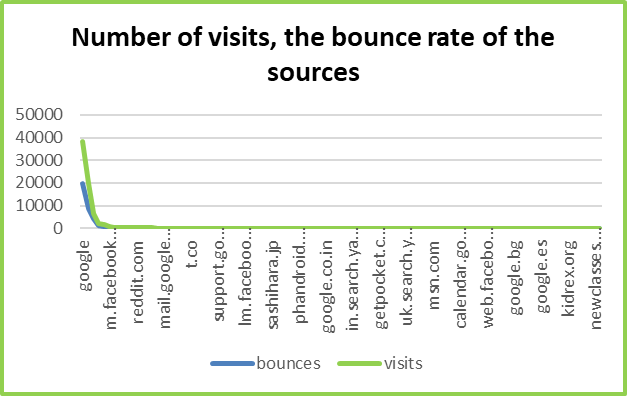 Number of visits, the bounce rate of the
sources
50000
40000
30000
20000
10000
0
google
m.facebook...
reddit.com
mail.google...
t.co
support.go...
lm.faceboo...
sashihara.jp
phandroid....
google.co.in
in.search.ya...
getpocket.c...
uk.search.y...
msn.com
calendar.go...
web.facebo...
google.bg
google.es
kidrex.org
newclasses....
bounces
visits